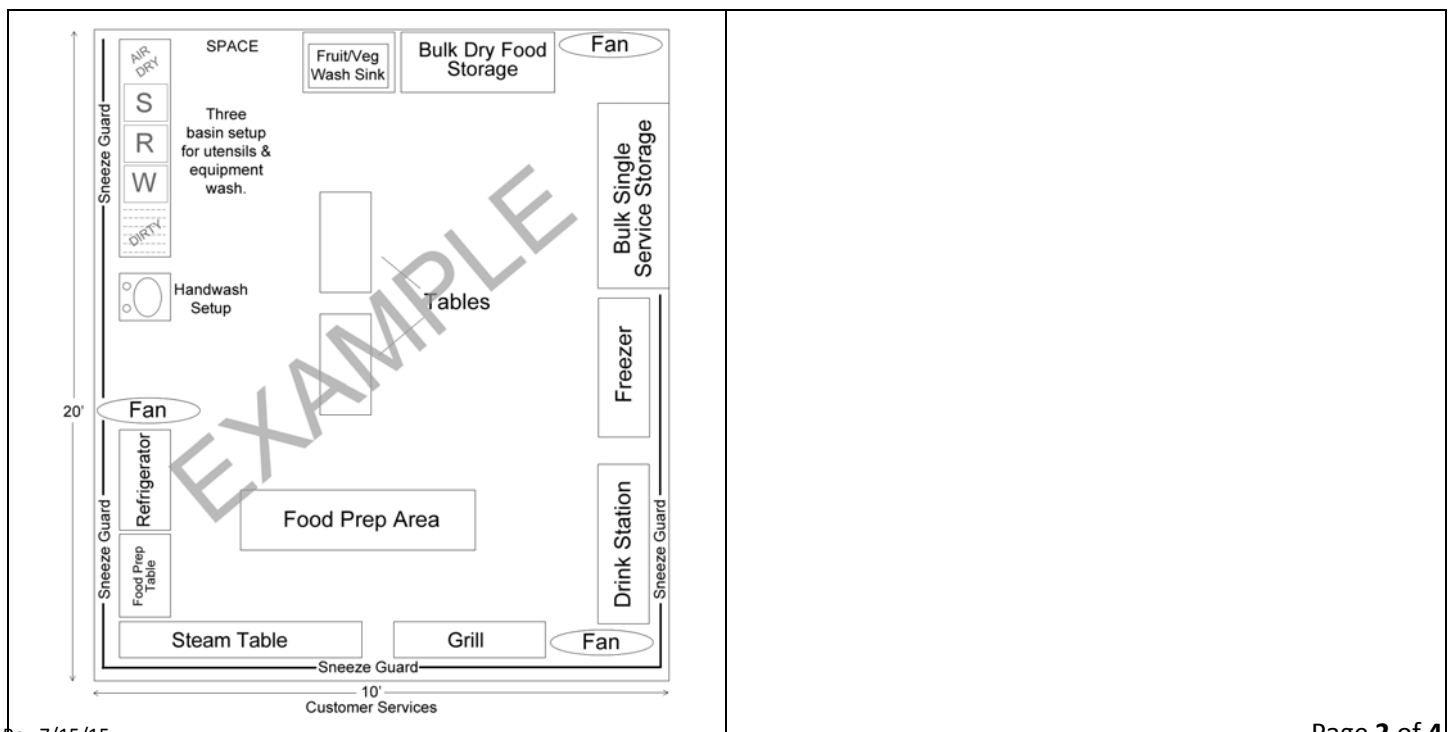 SPACE
Fruit/Veg
Wash Sink
Bulk Dry Food
Storage
Fan
AIR
DRY
S
R
W
DIRTY
Three
basin setup
for utensils &
equipment
wash.
Sneeze Guard
Bulk Single
Service Storage
Handwash
Setup
Tables
EXAMPLE
Freezer
20'
Fan
Refrigerator
Food Prep Area
Drink Station
Sneeze Guard
Sneeze Guard
Food Prep
Table
Steam Table
Grill
Fan
Sneeze Guard
10'
Customer Services
7/15/15
Page 2 of 4